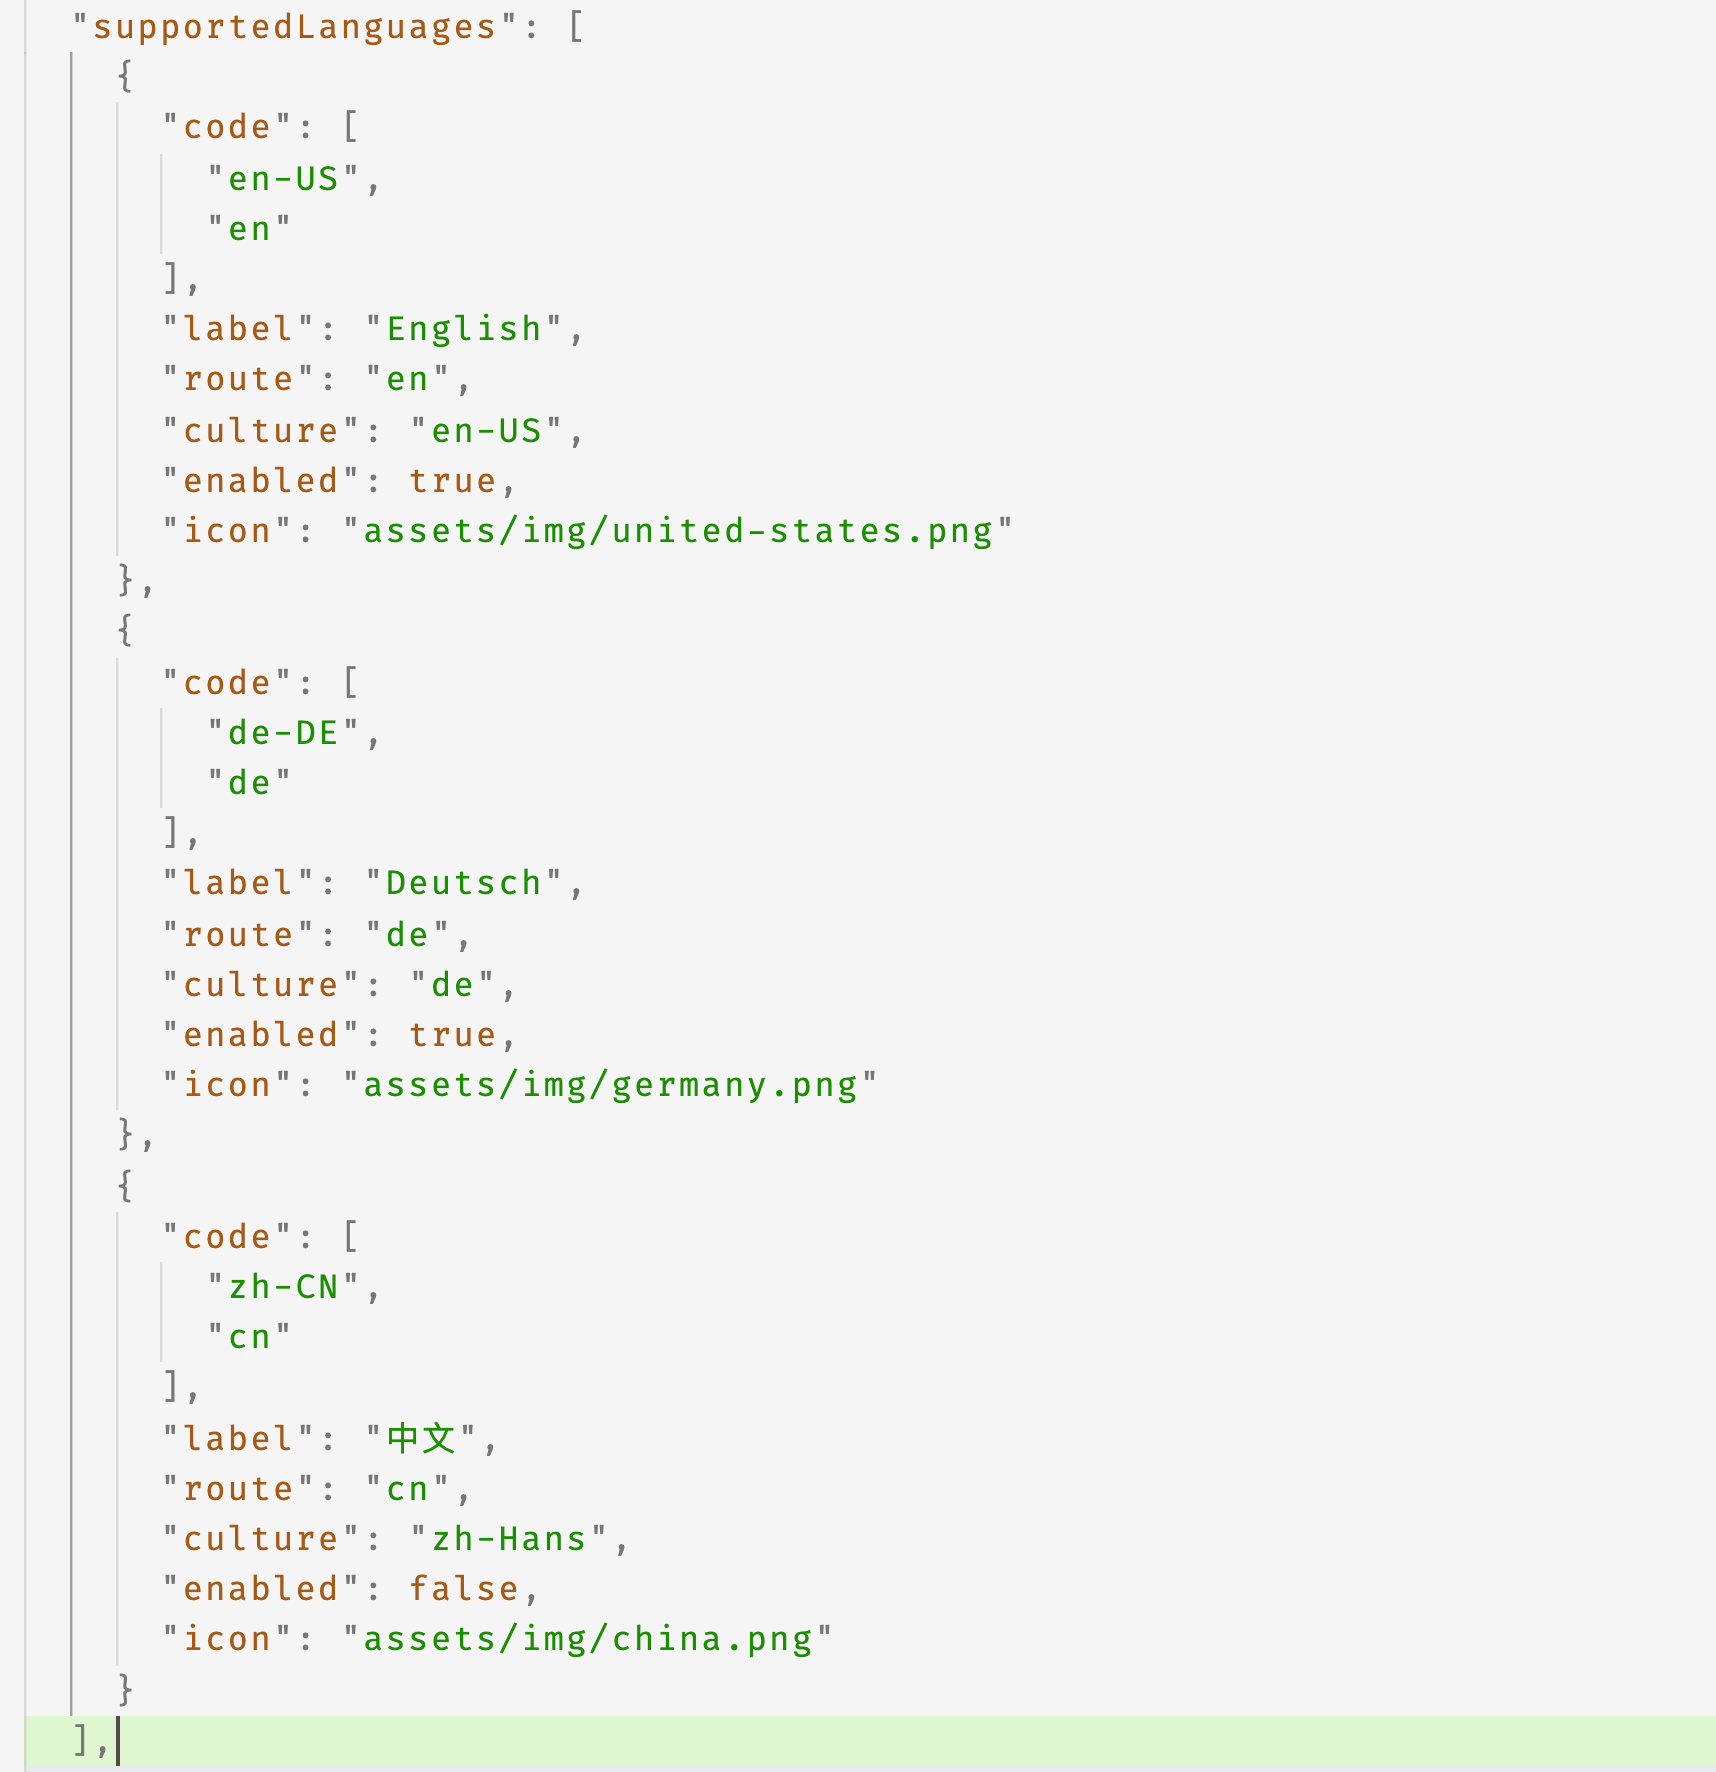 "supportedLanguages": [
{
"code": [
"en-US",
"en"
],
"label": "English",
"route": "en",
"culture": "en-US",
"enabled": true,
"icon": "assets/img/united-states.png"
},
{
"code": [
"de-DE",
"de"
],
"label": "Deutsch",
"route": "de",
"culture": "de",
"enabled": true,
"icon": "assets/img/germany.png"
},
{
"code": [
"zh-CN",
"cn"
],
"label": "中文",
"route": "cn",
"culture": "zh-Hans",
"enabled": false,
"icon": "assets/img/china.png"
}
],